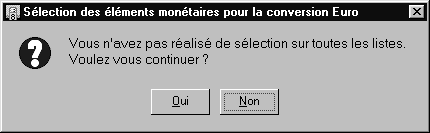 Sélection des éléments monétaires pour la conversion Euro
Vous n'avez pas réalisé de sélection sur toutes les listes.
Voulez vous continuer ?
Oui
Non